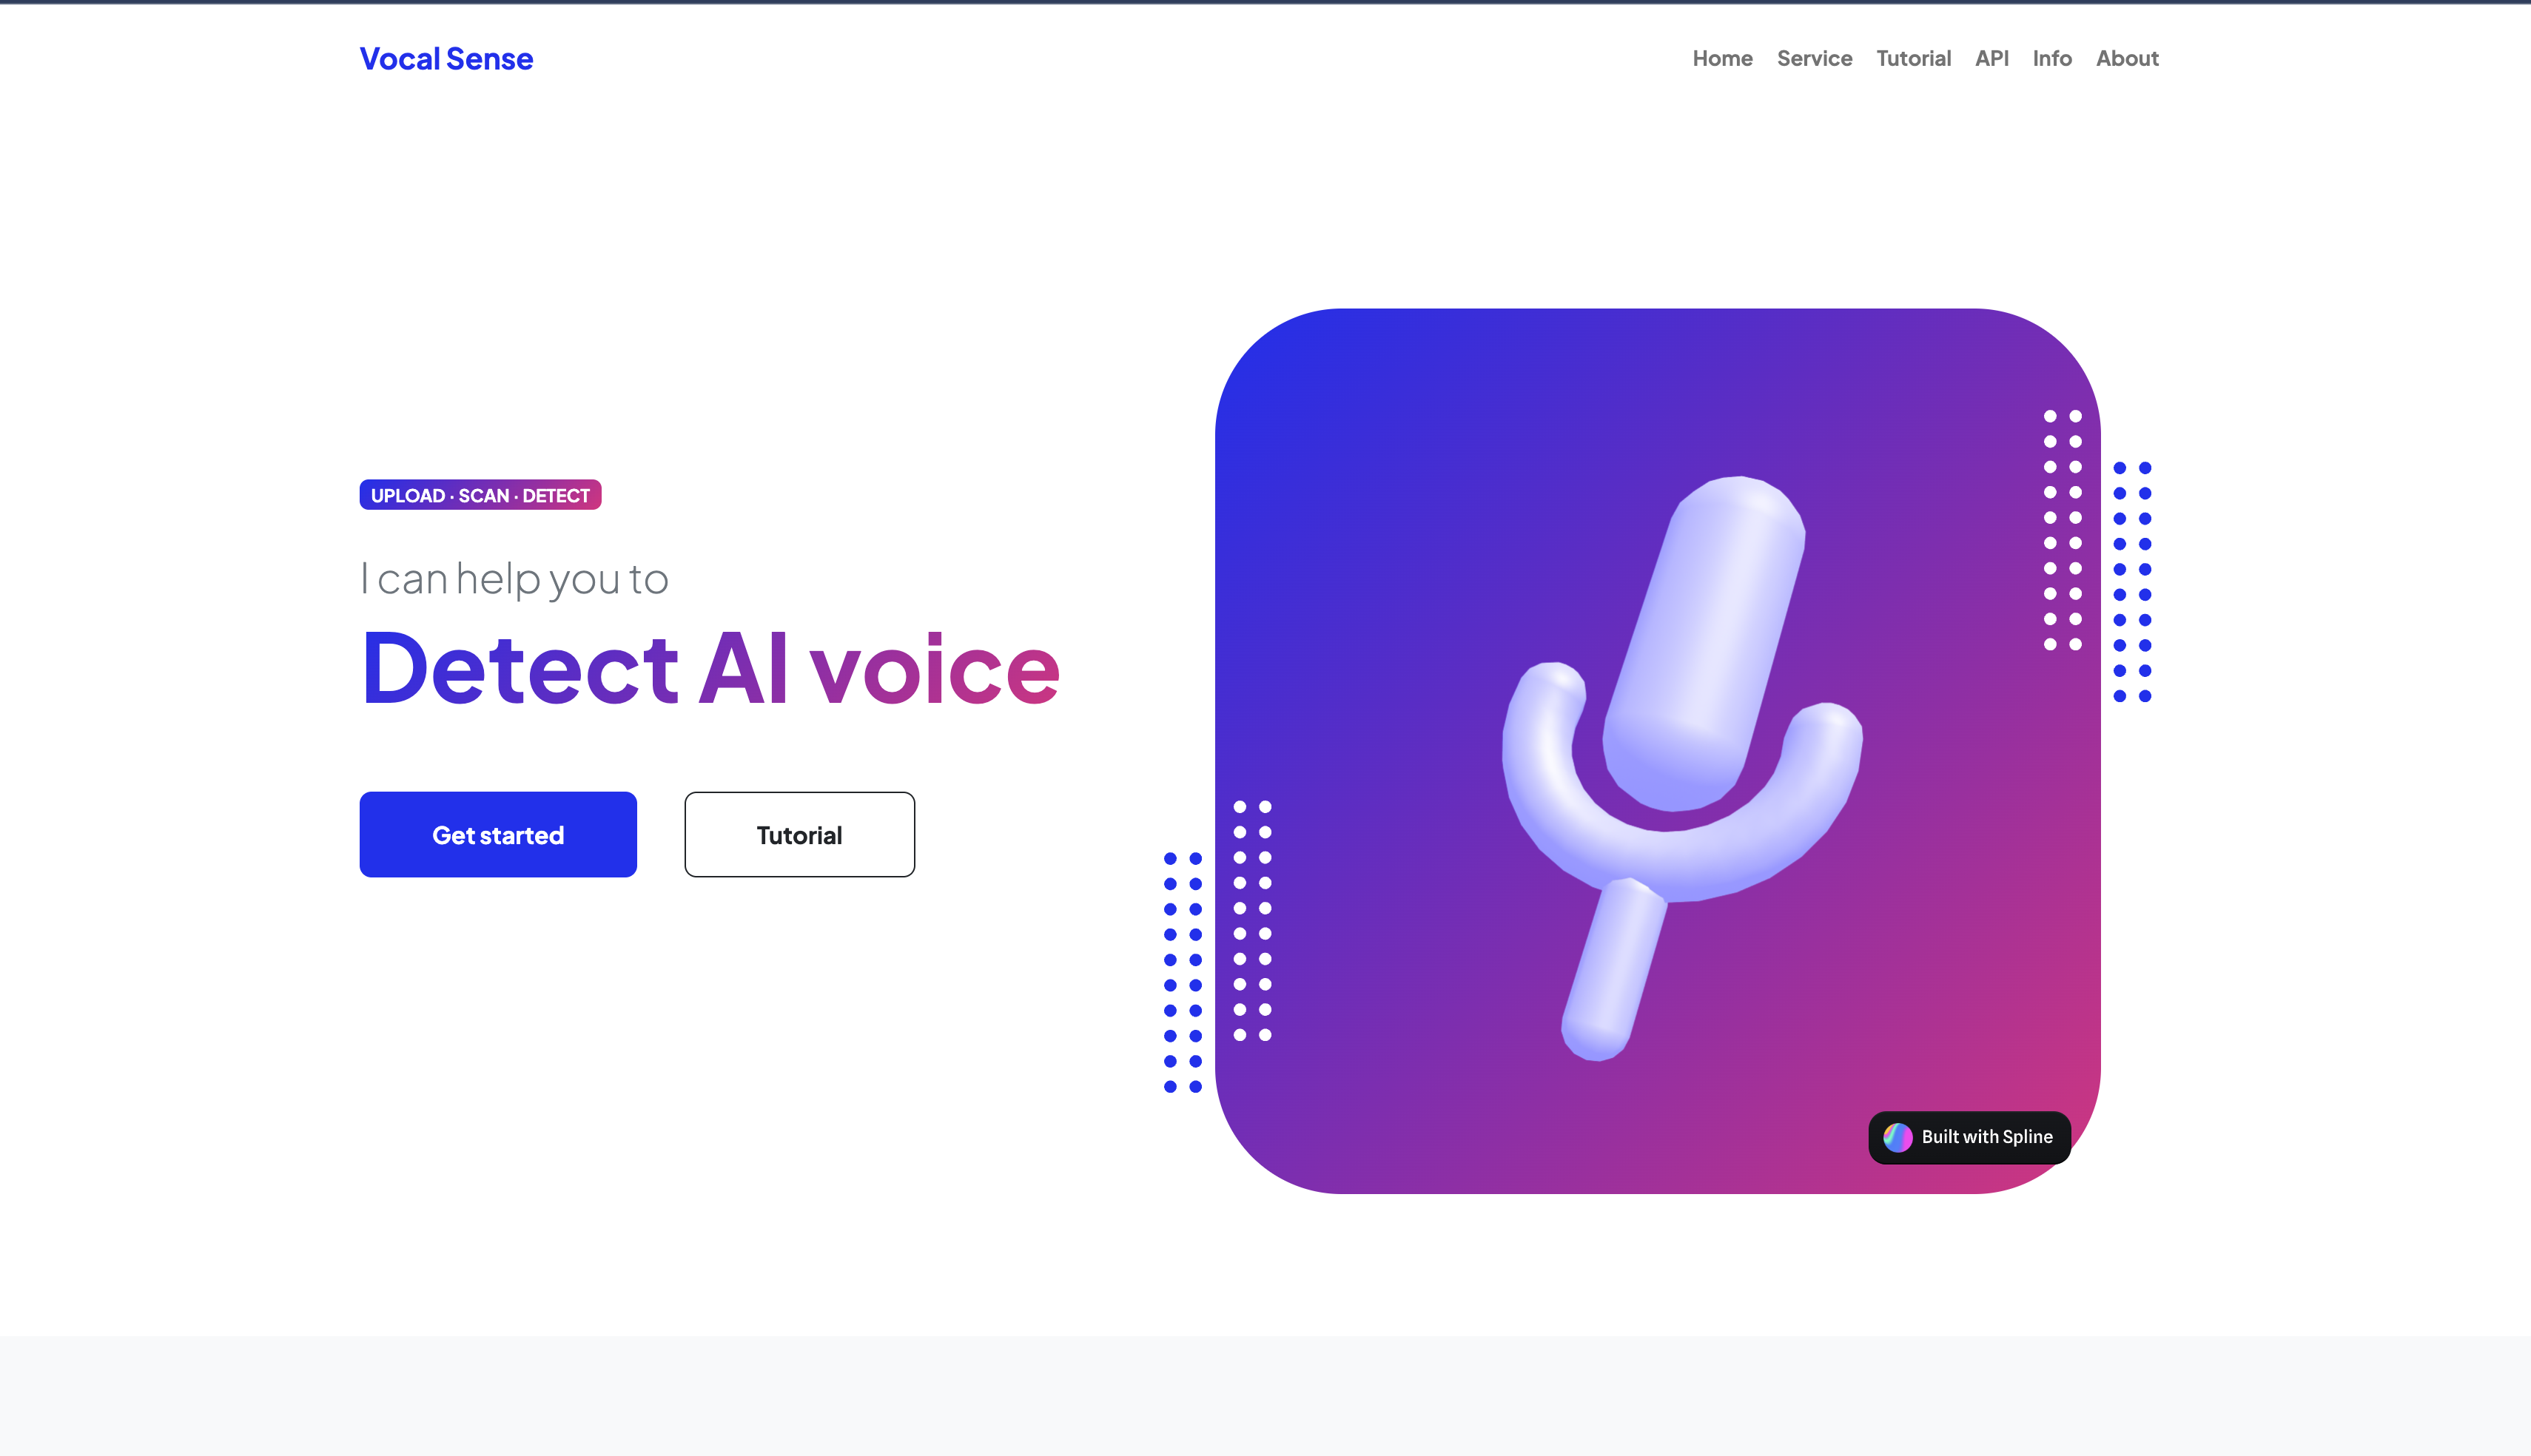 Vocal Sense
Home Service Tutorial API Info About
UPLOAD · SCAN · DETECT
I can help you to
Detect AI voice
Get started
Tutorial
Built with Spline